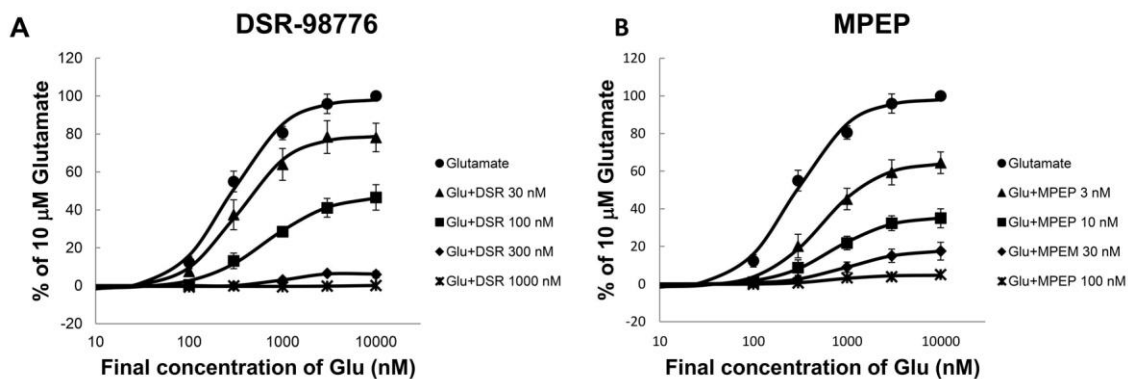 A
DSR-98776
% of 10 μM Glutamate
120
100
80
60
40
20
0
-20
10
100
1000
10000
Final concentration of Glu (nM)
Glutamate
Glu+DSR 30 nM
Glu+DSR 100 nM
Glu+DSR 300 nM
Glu+DSR 1000 nM
B
MPEP
% of 10 μM Glutamate
120
100
80
60
40
20
0
-20
10
100
1000
10000
Final concentration of Glu (nM)
Glutamate
Glu+MPEP 3 nM
Glu+MPEP 10 nM
Glu+MPEM 30 nM
Glu+MPEP 100 nM